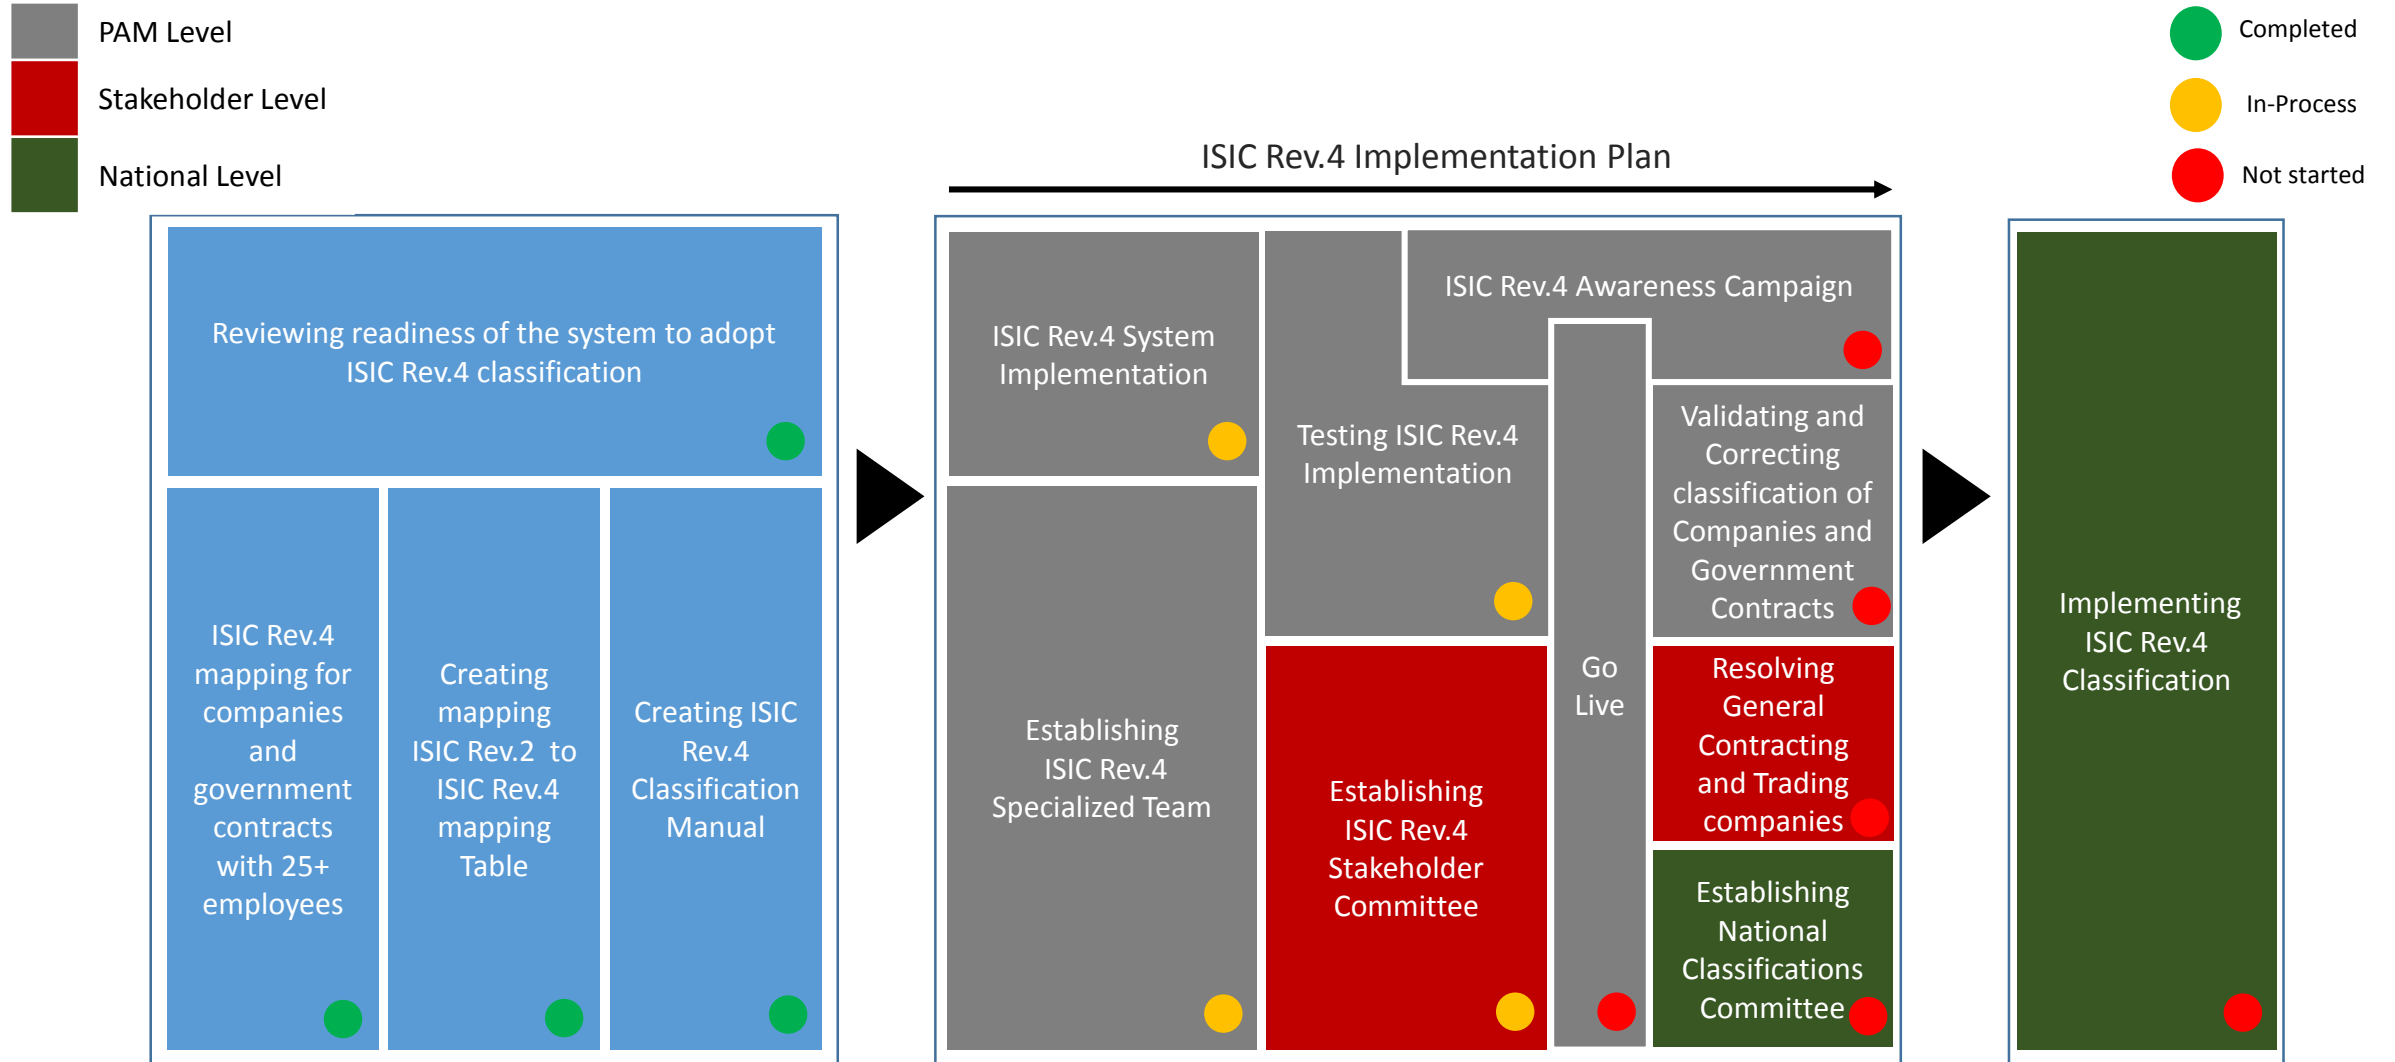 PAM Level
Stakeholder Level
National Level
Completed
In-Process
Not started
ISIC Rev.4 Implementation Plan
Reviewing readiness of the system to adopt
ISIC Rev.4 classification
ISIC Rev.4
mapping for
companies
and
government
contracts
with 25+
employees
Creating
mapping
ISIC Rev.2 to
ISIC Rev.4
mapping
Table
Creating ISIC
Rev.4
Classification
Manual
ISIC Rev.4 System
Implementation
Establishing
ISIC Rev.4
Specialized Team
Testing ISIC Rev.4
Implementation
Establishing
ISIC Rev.4
Stakeholder
Committee
ISIC Rev.4 Awareness Campaign
Go
Live
Validating and
Correcting
classification of
Companies and
Government
Contracts
Resolving
General
Contracting
and Trading
companies
Establishing
National
Classifications
Committee
Implementing
ISIC Rev.4
Classification